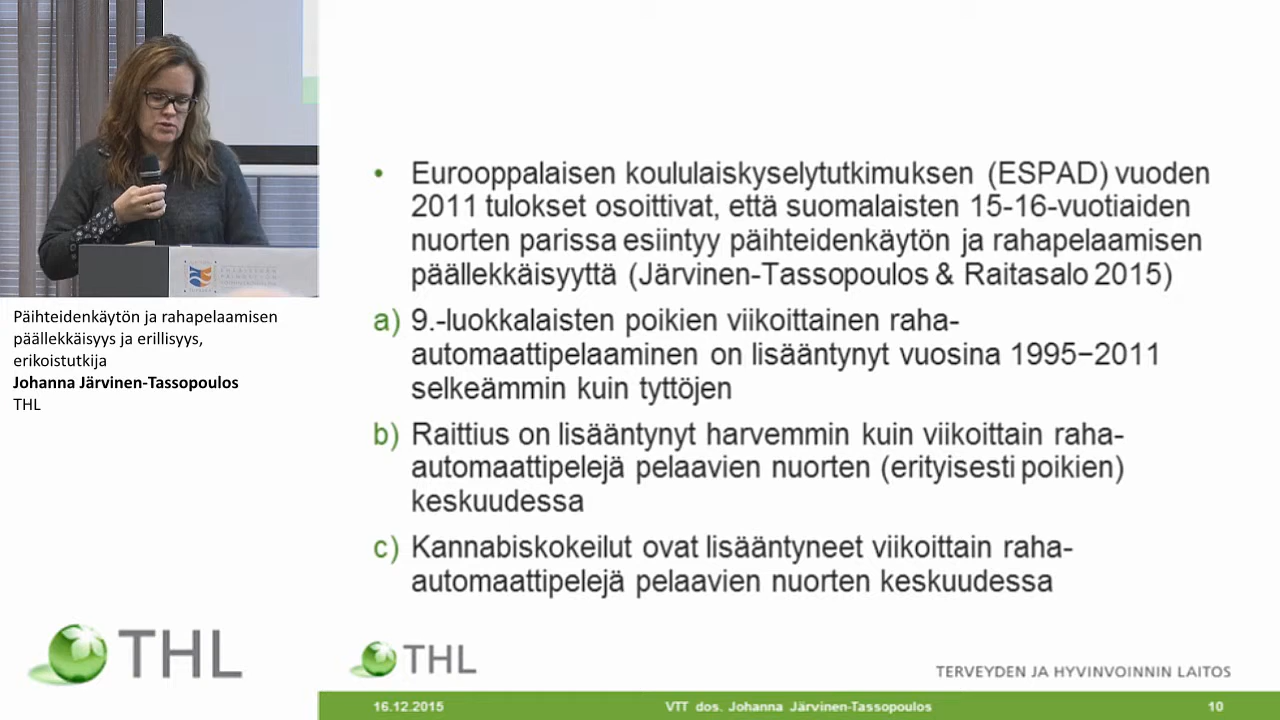 Päihteidenkäytön ja rahapelaamisen
päällekkäisyys ja erillisyys,
erikoistutkija
Johanna Järvinen-Tassopoulos
THL
THL
• Eurooppalaisen koululaiskyselytutkimuksen (ESPAD) vuoden
2011 tulokset osoittivat, että suomalaisten 15-16-vuotiaiden
nuorten parissa esiintyy päihteidenkäytön ja rahapelaamisen
päällekkäisyyttä (Järvinen-Tassopoulos & Raitasalo 2015)
a) 9.-luokkalaisten poikien viikoittainen raha-
automaattipelaaminen on lisääntynyt vuosina 1995–2011
selkeämmin kuin tyttöjen
b) Raittius on lisääntynyt harvemmin kuin viikoittain raha-
automaattipelejä pelaavien nuorten (erityisesti poikien)
keskuudessa
c) Kannabiskokeilut ovat lisääntyneet viikoittain raha-
automaattipelejä pelaavien nuorten keskuudessa
THL
TERVEYDEN JA HYVINVOINNIN LAITOS
16.12.2015 VTT dos. Johanna Järvinen-Tassopoulos 10